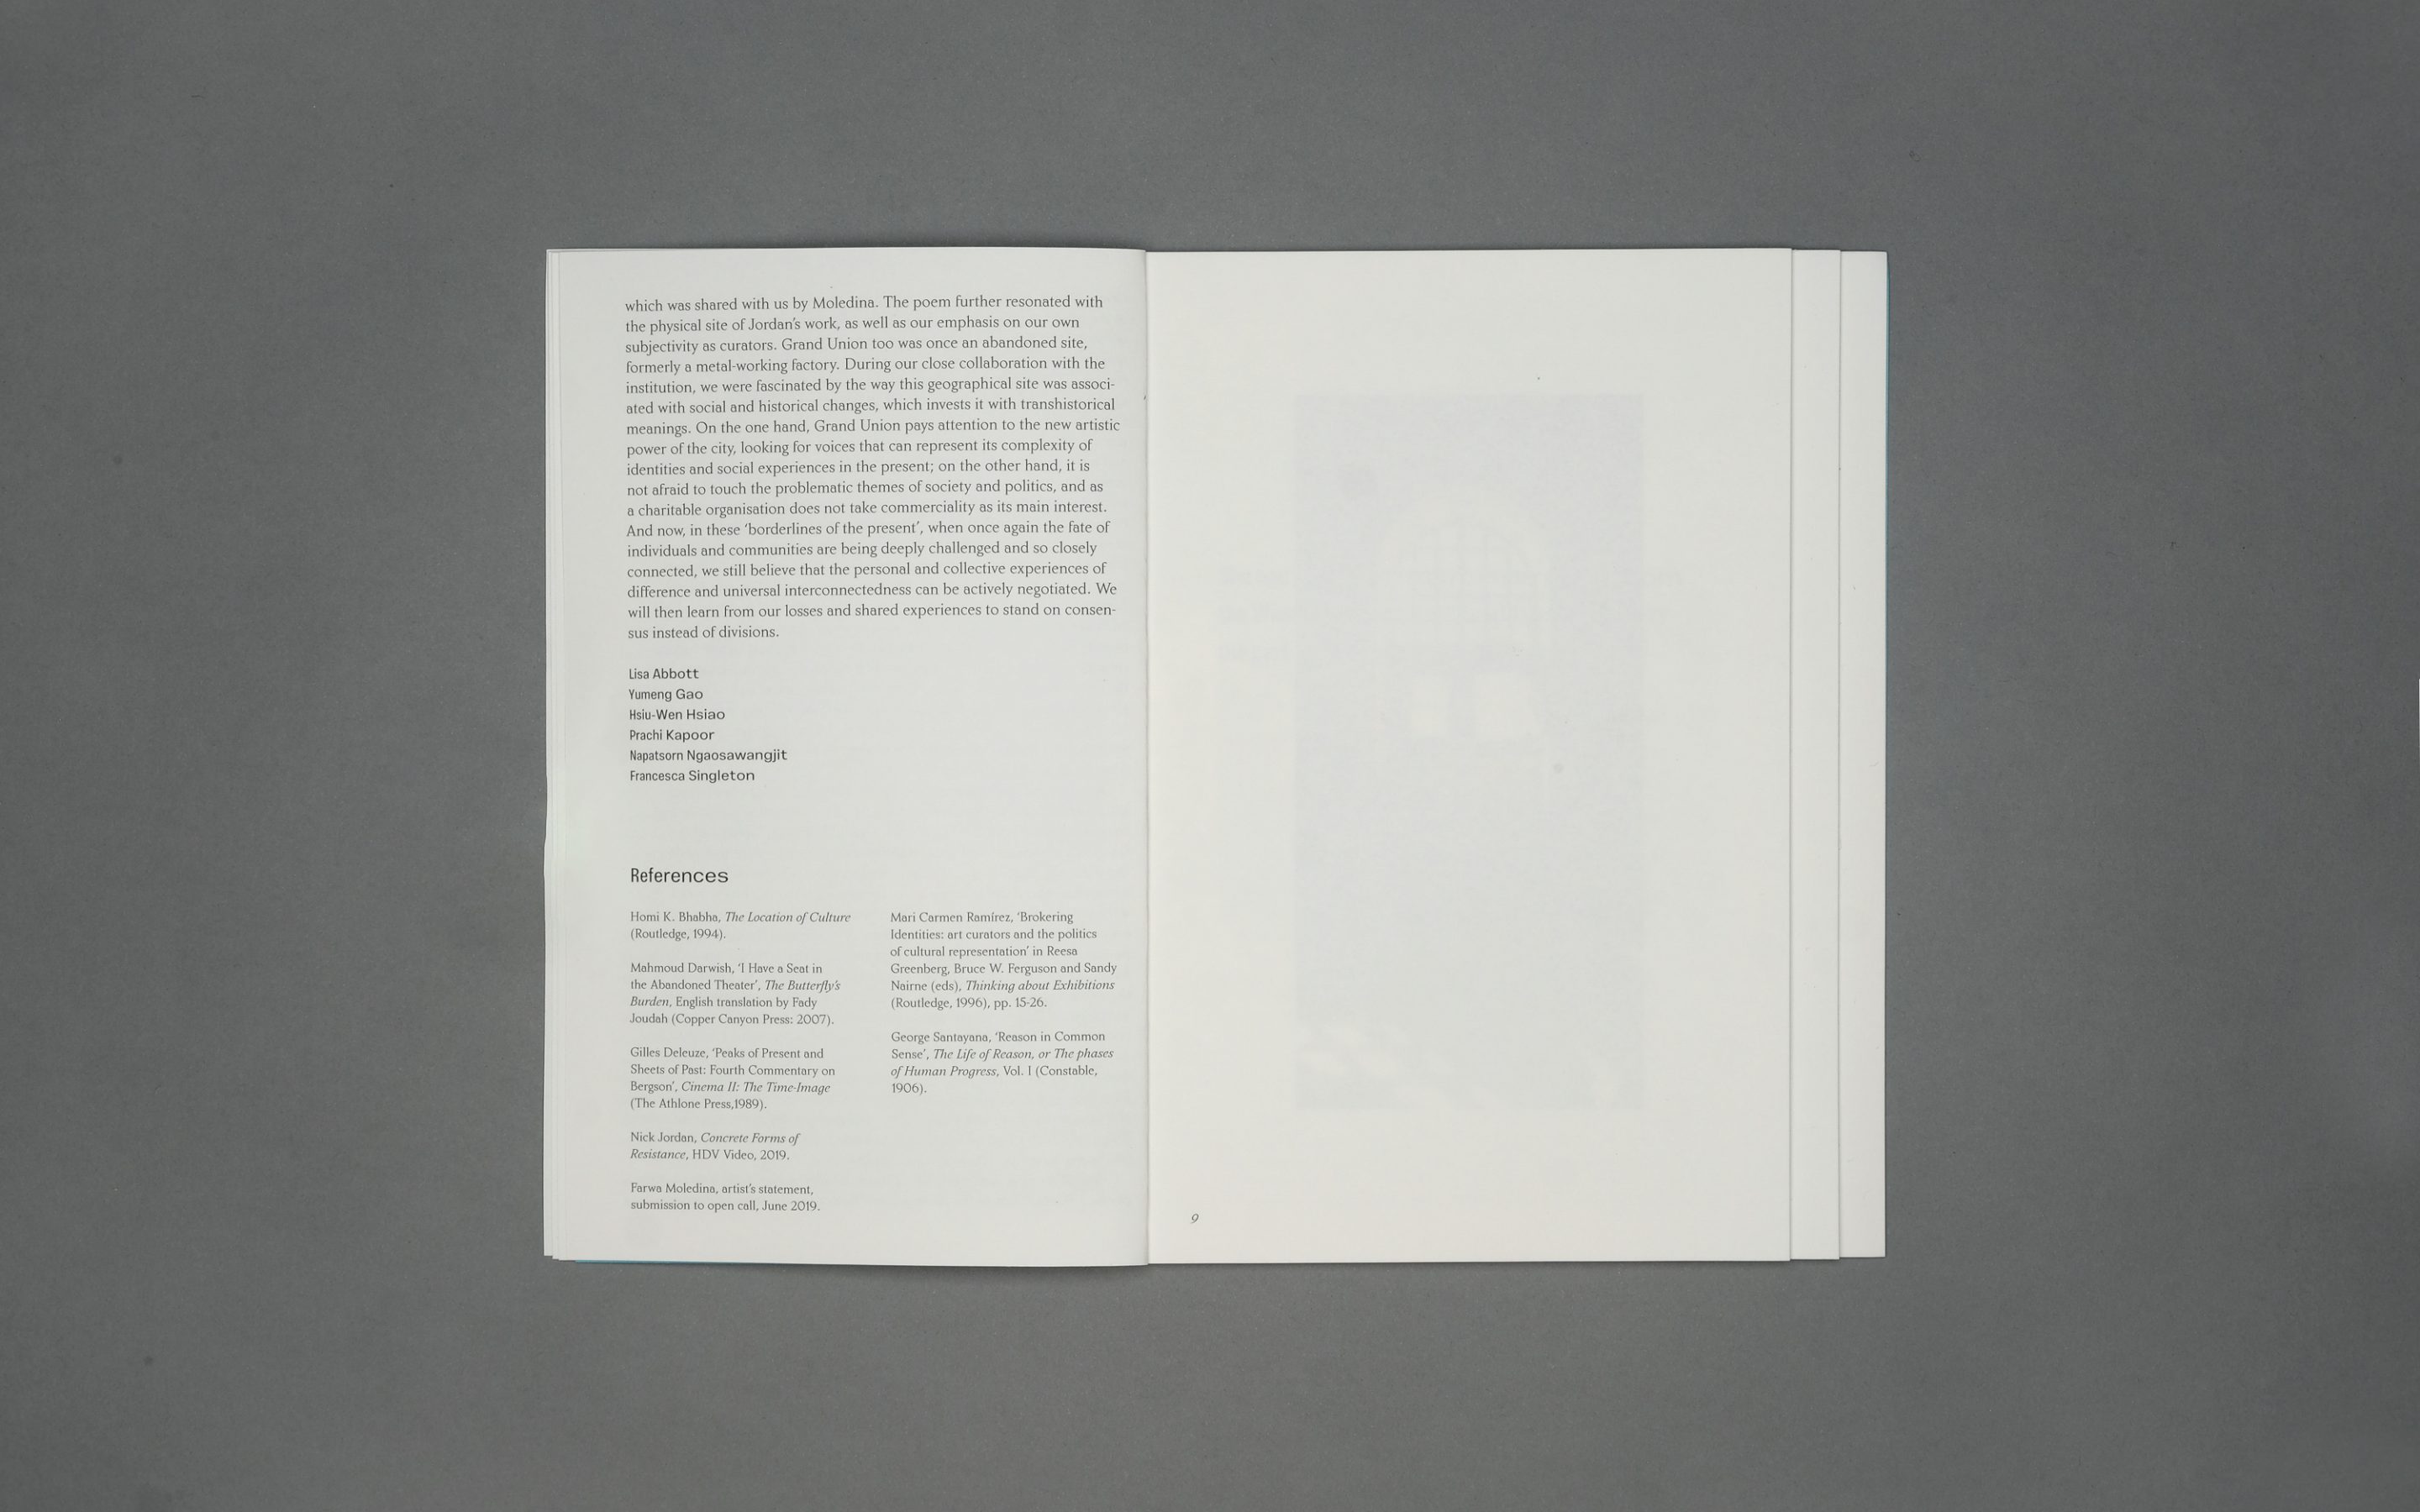 which was shared with us by Moledina. The poem further resonated with
the physical site of Jordan's work, as well as our emphasis on our own
subjectivity as curators. Grand Union too was once an abandoned site,
formerly a metal-working factory. During our close collaboration with the
institution, we were fascinated by the way this geographical site was associ-
ated with social and historical changes, which invests it with transhistorical
meanings. On the one hand, Grand Union pays attention to the new artistic
power of the city, looking for voices that can represent its complexity of
identities and social experiences in the present; on the other hand, it is
not afraid to touch the problematic themes of society and politics, and as
a charitable organisation does not take commerciality as its main interest.
And now, in these ‘borderlines of the present’, when once again the fate of
individuals and communities are being deeply challenged and so closely
connected, we still believe that the personal and collective experiences of
difference and universal interconnectedness can be actively negotiated. We
will then learn from our losses and shared experiences to stand on consen-
sus instead of divisions.
Lisa Abbott
Yumeng Gao
Hsiu-Wen Hsiao
Prachi Kapoor
Napatsorn Ngaosawangjit
Francesca Singleton
References
Homi K. Bhabha, The Location of Culture
(Routledge, 1994).
Mahmoud Darwish, ‘I Have a Seat in
the Abandoned Theater’, The Butterfly's
Burden, English translation by Fady
Joudah (Copper Canyon Press: 2007).
Gilles Deleuze, ‘Peaks of Present and
Sheets of Past: Fourth Commentary on
Bergson’, Cinema II: The Time-Image
(The Athlone Press,1989).
Nick Jordan, Concrete Forms of
Resistance, HDV Video, 2019.
Farwa Moledina, artist's statement,
submission to open call, June 2019.
Mari Carmen Ramírez, ‘Brokering
Identities: art curators and the politics
of cultural representation’ in Reesa
Greenberg, Bruce W. Ferguson and Sandy
Nairne (eds), Thinking about Exhibitions
(Routledge, 1996), pp. 15-26.
George Santayana, ‘Reason in Common
Sense’, The Life of Reason, or The phases
of Human Progress, Vol. I (Constable,
1906).
9